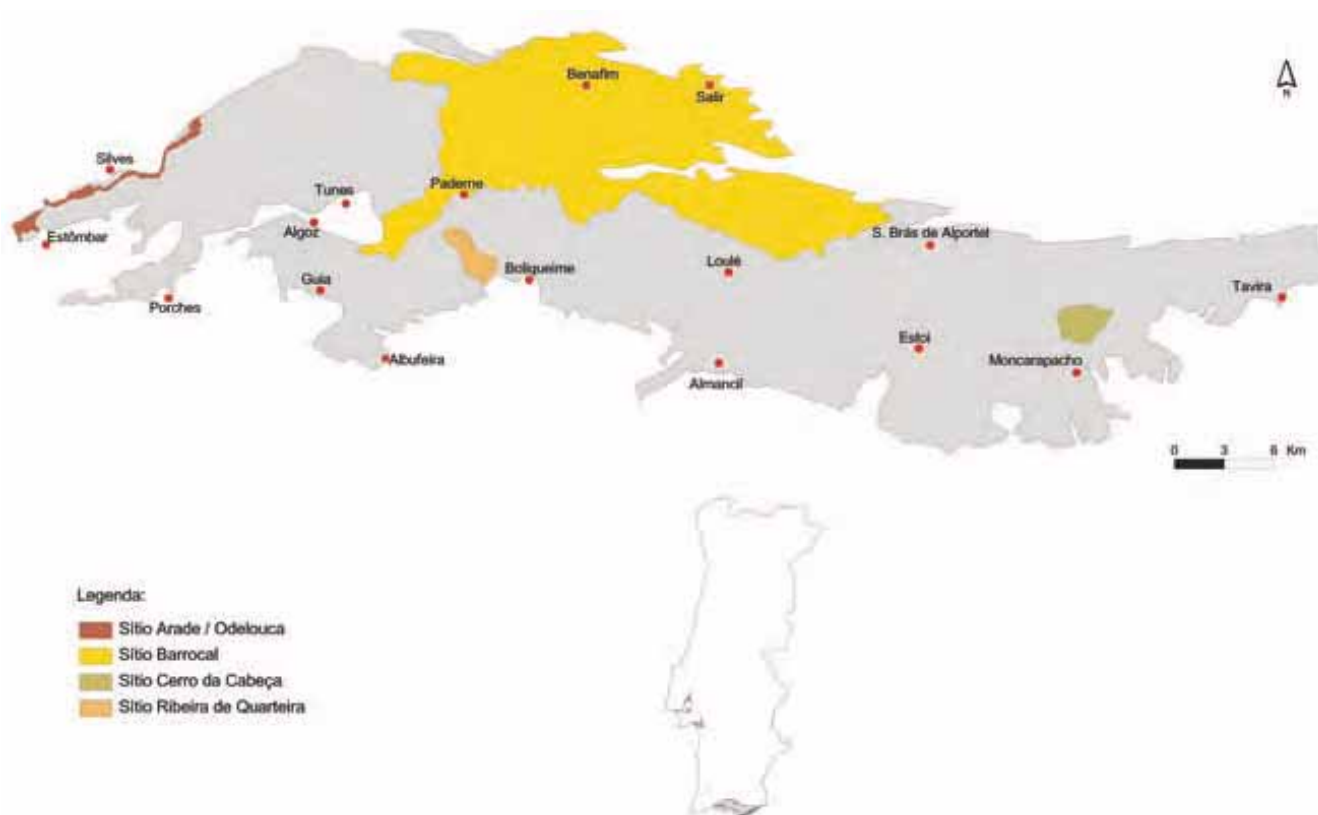 Benafim
Salir
N
Silves
Paderne
Tunes
Estômbar
Algoz
S. Brás de Alportel
Loulé
Boliqueime
Guia
Porches
Tavira
Estoi
Albufeira
Moncarapacho
Almancil
0 3 6 Km
Legenda:
Sítio Arade / Odelouca
Sítio Barrocal
Sítio Cerro da Cabeça
Sítio Ribeira de Quarteira